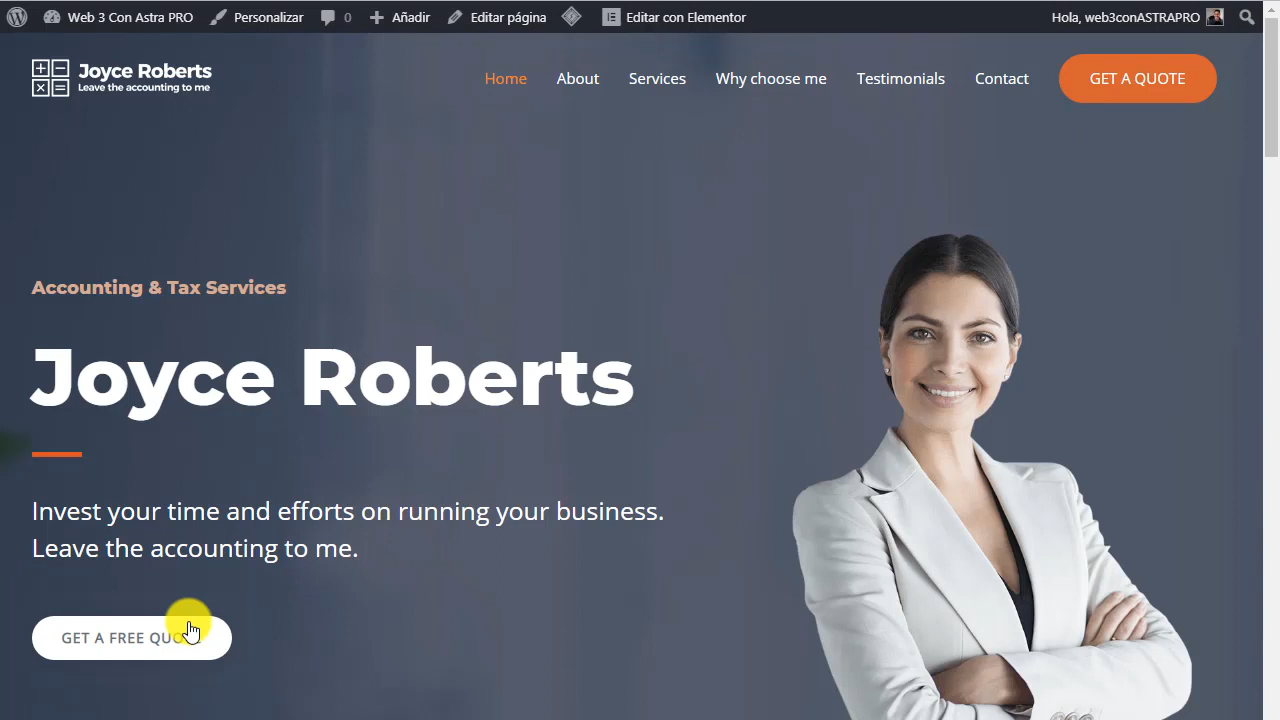 Web 3 Con Astra PRO Personalizar 0 Añadir Editar página Editar con Elementor Hola, web3conASTRAPRO
Joyce Roberts
Leave the accounting to me
Home About Services Why choose me Testimonials Contact GET A QUOTE
Accounting & Tax Services
Joyce Roberts
Invest your time and efforts on running your business.
Leave the accounting to me.
GET A FREE QUOTE